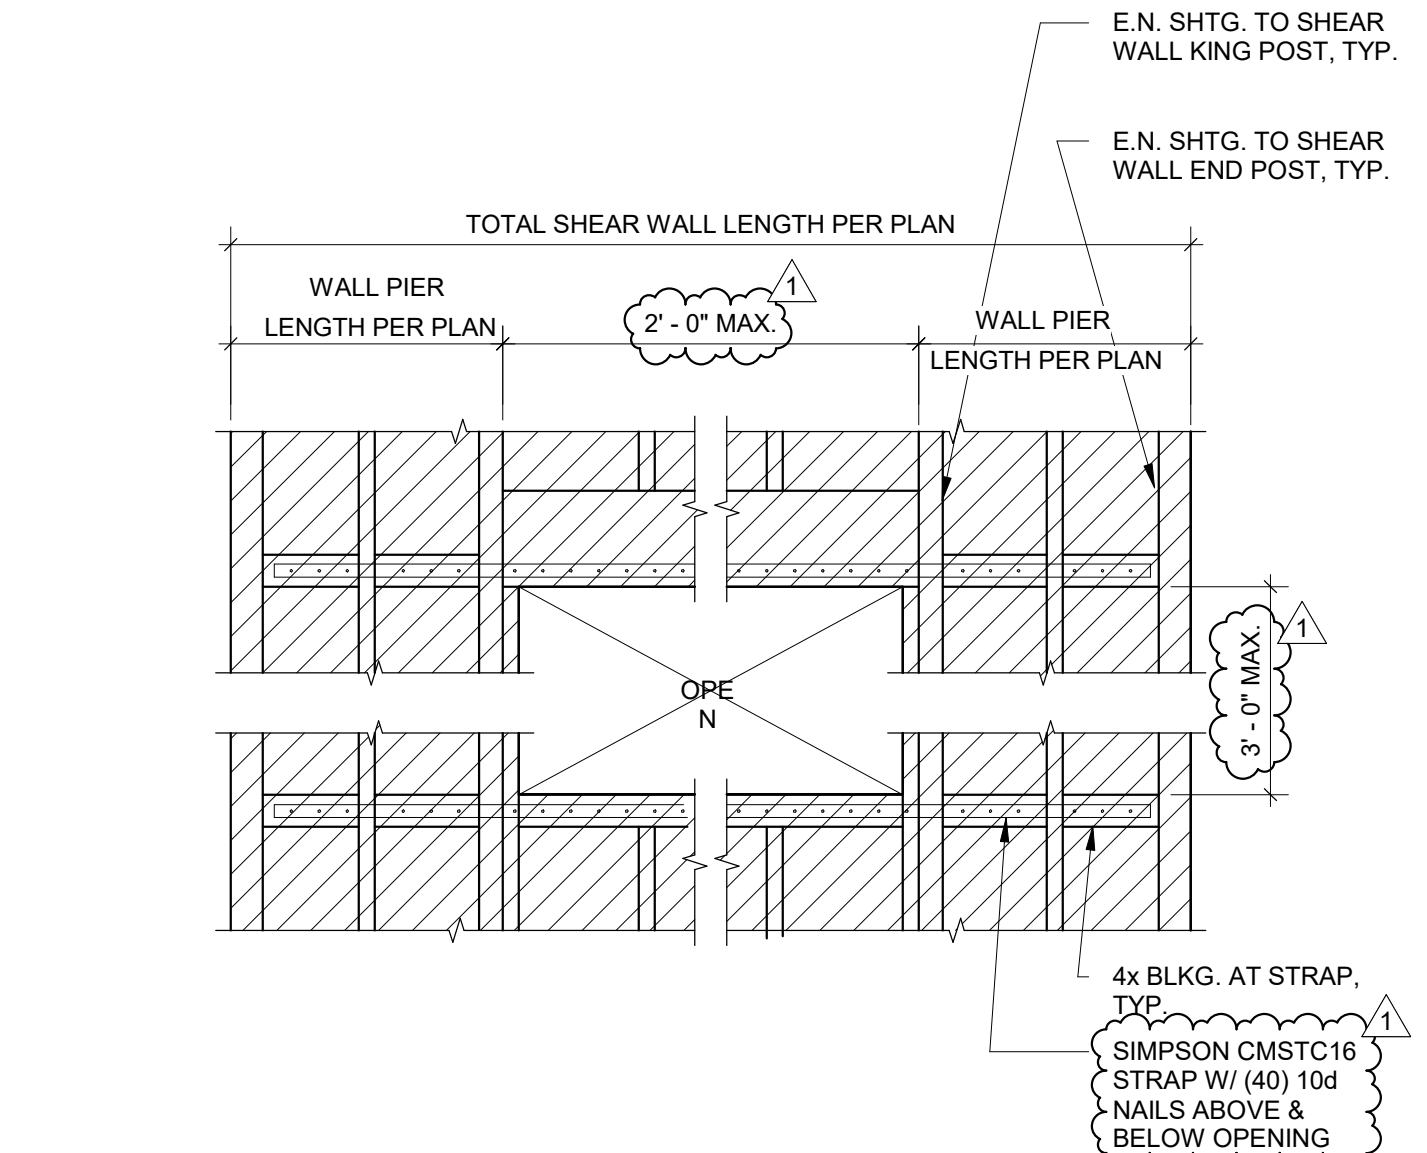 E.N. SHTG. TO SHEAR
WALL KING POST, TYP.
E.N. SHTG. TO SHEAR
WALL END POST, TYP.
TOTAL SHEAR WALL LENGTH PER PLAN
WALL PIER
LENGTH PER PLAN
2' - 0" MAX.
1
WALL PIER
LENGTH PER PLAN
OPE
N
3' - 0" MAX.
1
4x BLKG. AT STRAP,
TYP.
1
SIMPSON CMSTC16
STRAP W/ (40) 10d
NAILS ABOVE &
BELOW OPENING